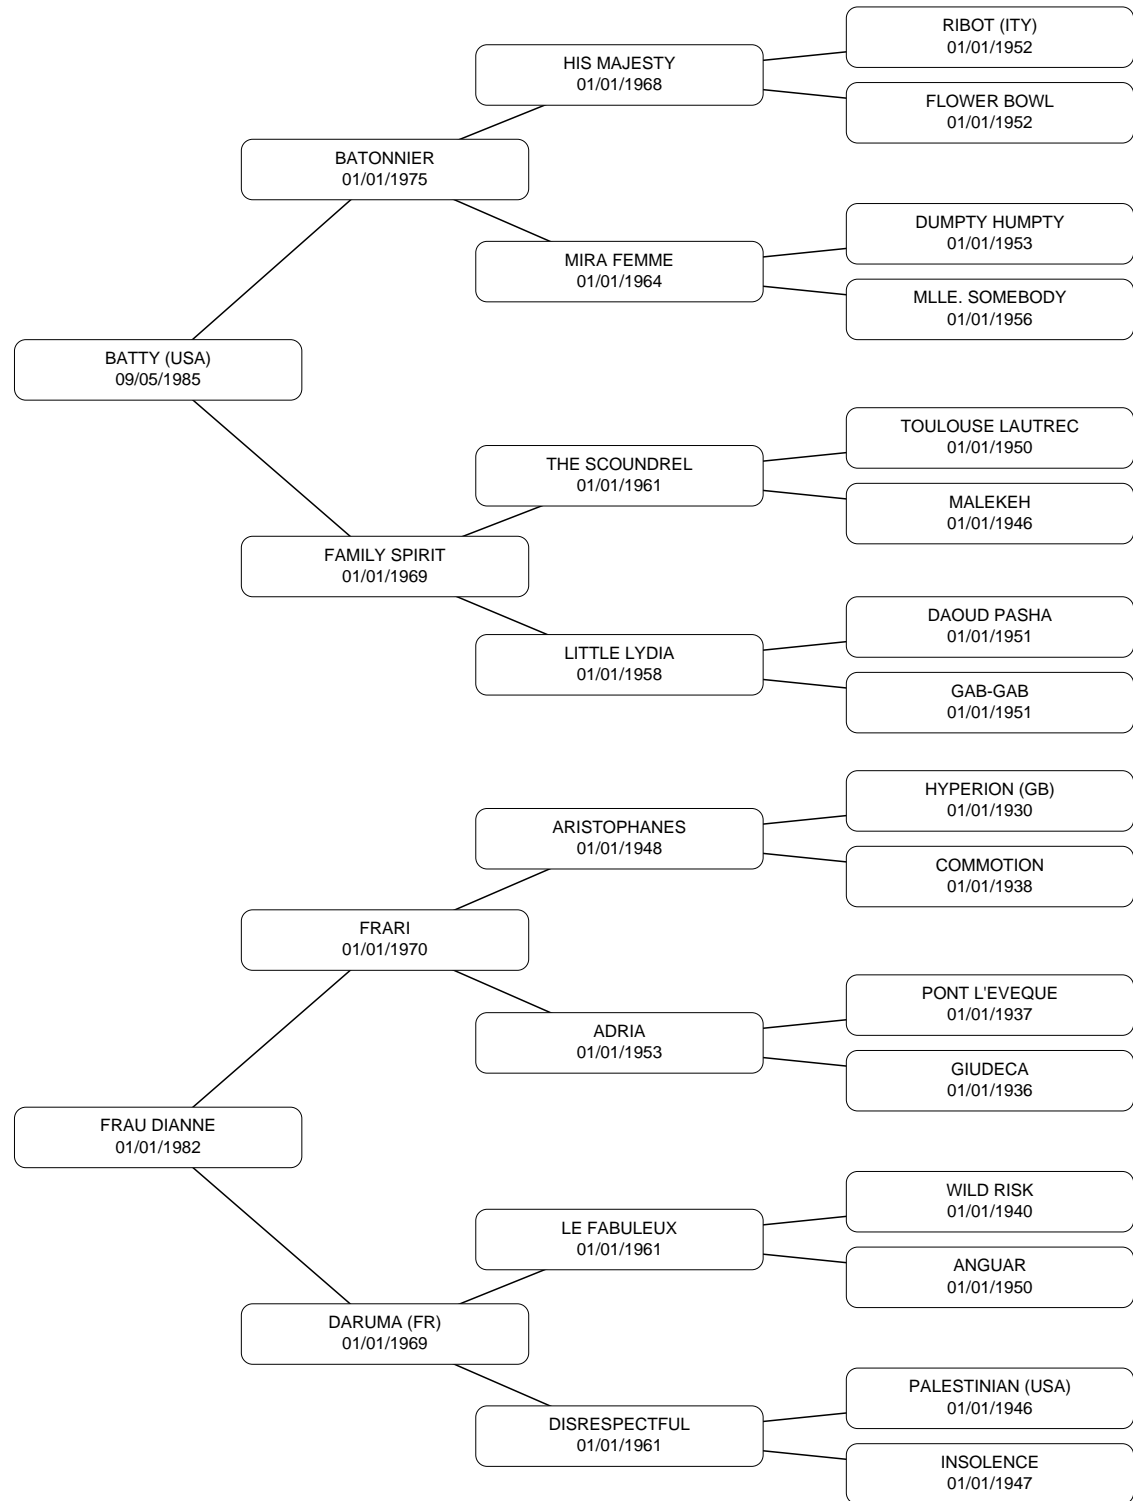 RIBOT (ITY)
01/01/1952
HIS MAJESTY
01/01/1968
FLOWER BOWL
01/01/1952
BATONNIER
01/01/1975
DUMPTY HUMPTY
01/01/1953
MIRA FEMME
01/01/1964
MLLE. SOMEBODY
01/01/1956
BATTY (USA)
09/05/1985
TOULOUSE LAUTREC
01/01/1950
THE SCOUNDREL
01/01/1961
MALEKEH
01/01/1946
FAMILY SPIRIT
01/01/1969
DAOUD PASHA
01/01/1951
LITTLE LYDIA
01/01/1958
GAB-GAB
01/01/1951
HYPERION (GB)
01/01/1930
ARISTOPHANES
01/01/1948
COMMOTION
01/01/1938
FRARI
01/01/1970
PONT L'EVEQUE
01/01/1937
ADRIA
01/01/1953
GIUDECA
01/01/1936
FRAU DIANNE
01/01/1982
WILD RISK
01/01/1940
LE FABULEUX
01/01/1961
ANGUAR
01/01/1950
DARUMA (FR)
01/01/1969
PALESTINIAN (USA)
01/01/1946
DISRESPECTFUL
01/01/1961
INSOLENCE
01/01/1947